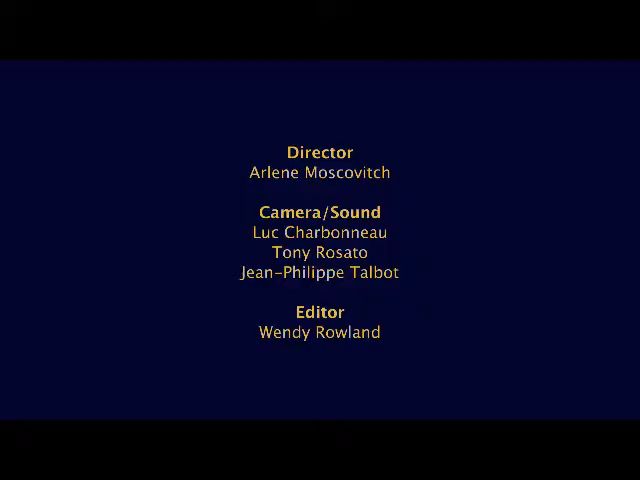 Director
Arlene Moscovitch
Camera/Sound
Luc Charbonneau
Tony Rosato
Jean-Philippe Talbot
Editor
Wendy Rowland